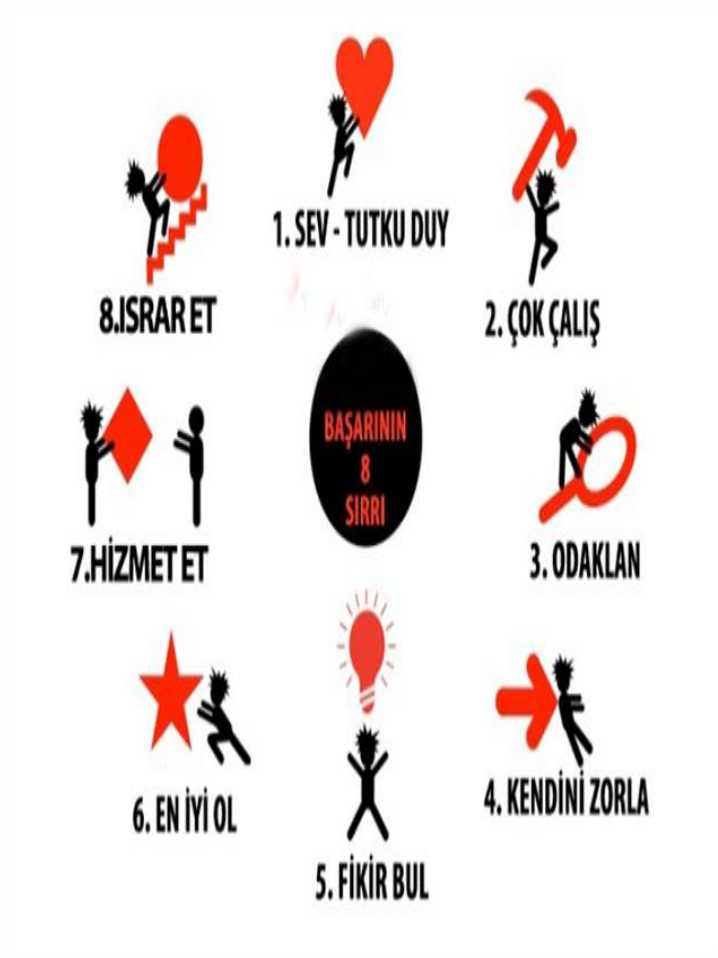 BAŞARININ
8
SIRRI
1. SEV - TUTKU DUY
2. ÇOK ÇALIŞ
3. ODAKLAN
4. KENDİNİ ZORLA
5. FİKİR BUL
6. EN İYİ OL
7.HİZMET ET
8.ISRAR ET